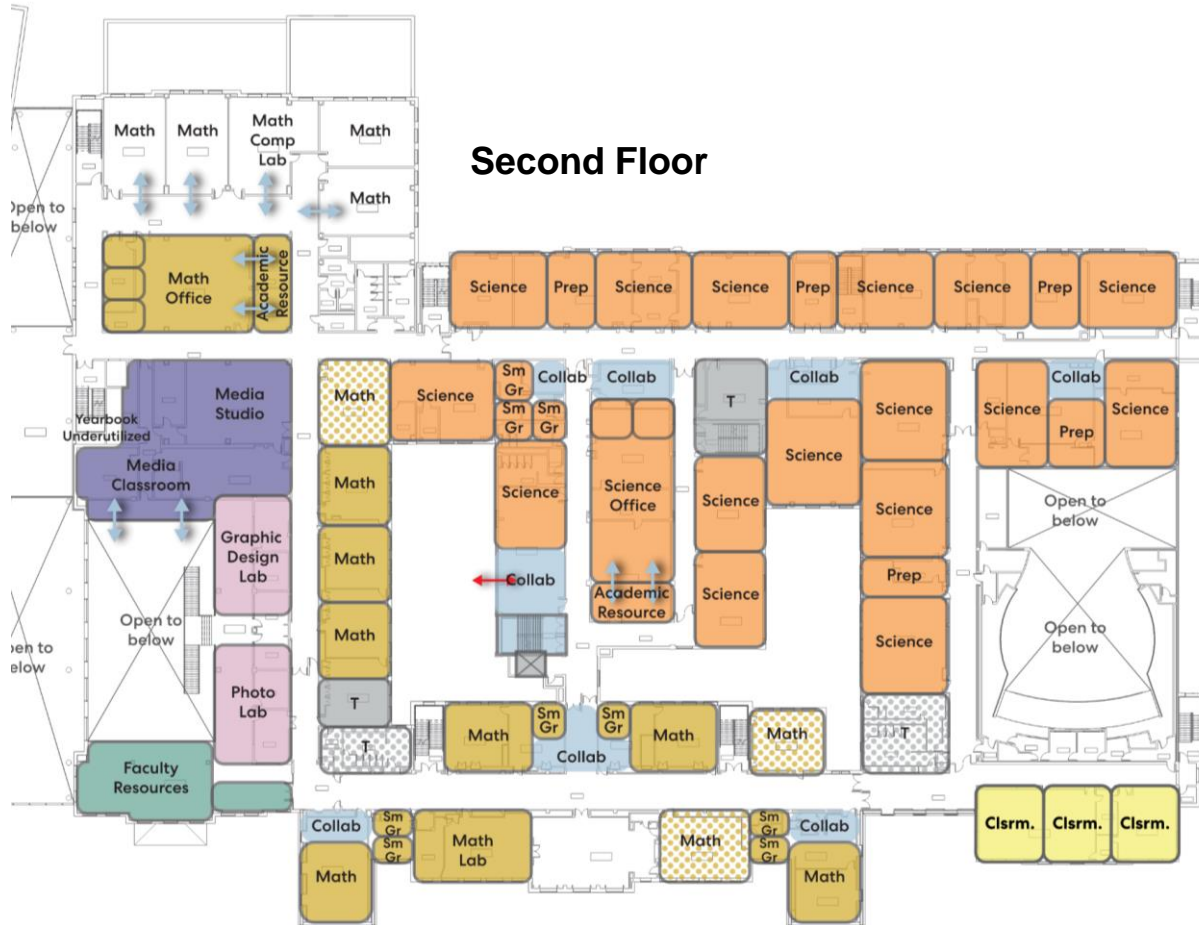 Second Floor
Math
Math
Math
Comp
Lab
Math
Math
Open to
below
Math
Office
Academic
Resource
Science
Prep
Science
Science
Prep
Science
Science
Prep
Science
Media
Studio
Yearbook
Underutilized
Media
Classroom
Math
Science
Sm
Gr
Collab
Sm
Gr
Sm
Gr
Collab
T
Collab
Science
Science
Collab
Science
Prep
Math
Science
Science
Office
Science
Science
Science
Open to
below
Graphic
Design
Lab
Math
Collab
Academic
Resource
Science
Prep
Open to
below
Open to
below
pen to
elow
Math
Science
Open to
below
Photo
Lab
T
T
Math
Sm
Gr
Sm
Gr
Math
Collab
Math
T
Faculty
Resources
Collab
Sm
Gr
Sm
Gr
Math
Lab
Math
Sm
Gr
Sm
Gr
Collab
Clsrm.
Clsrm.
Clsrm.
Math
Math